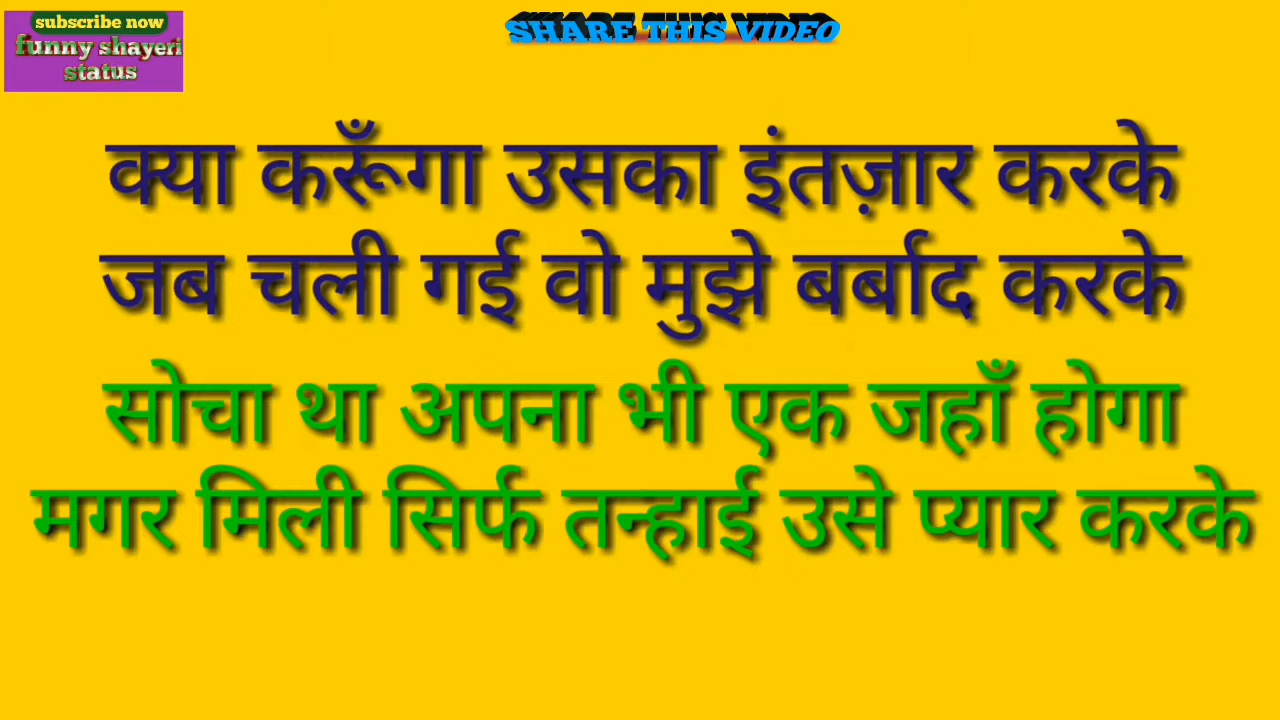 subscribe now
funny shayeri
status
SHARE THIS VIDEO
क्या करूँगा उसका इंतज़ार करके
जब चली गई वो मुझे बर्बाद करके
सोचा था अपना भी एक जहाँ होगा
मगर मिली सिर्फ तन्हाई उसे प्यार करके